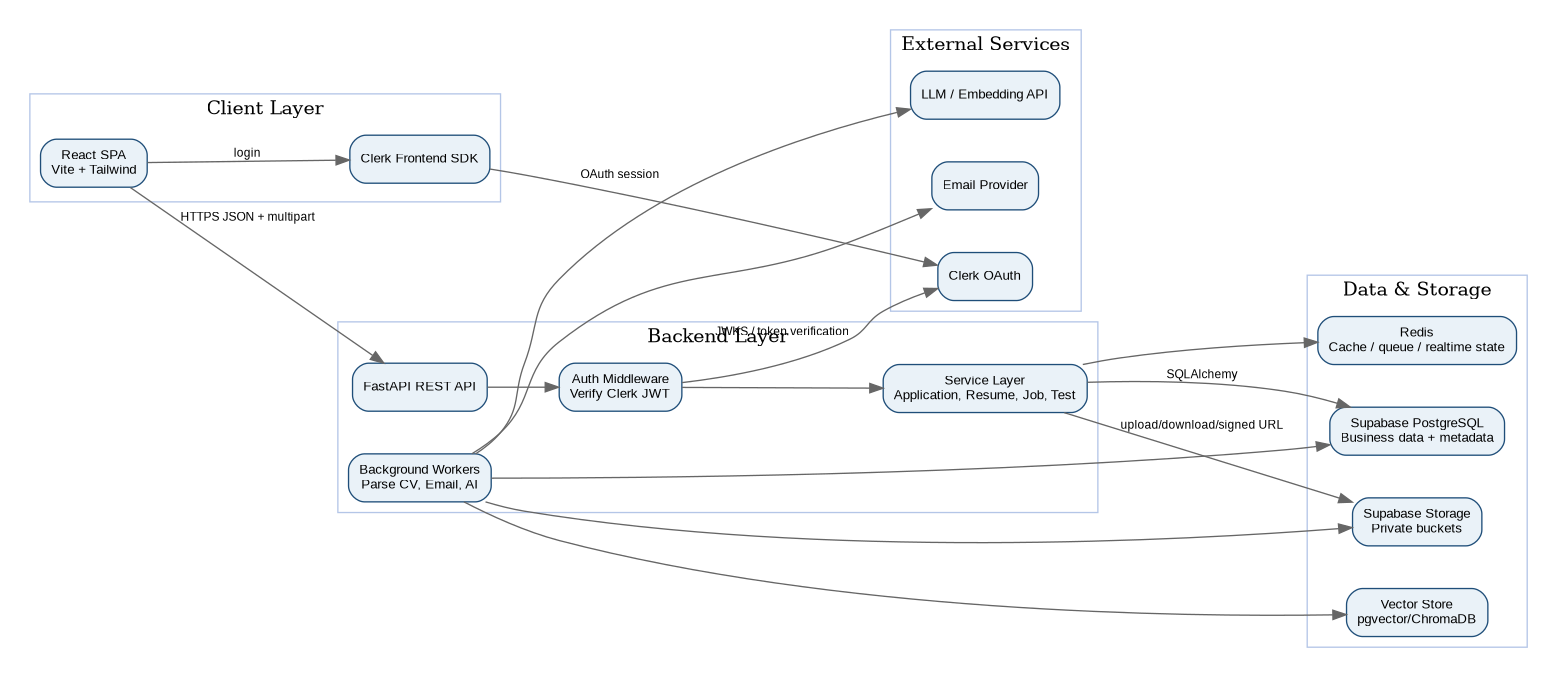 Client Layer
React SPA
Vite + Tailwind
login
Clerk Frontend SDK
HTTPS JSON + multipart
OAuth session
External Services
LLM / Embedding API
Email Provider
Clerk OAuth
Backend Layer
JWKS / token verification
FastAPI REST API
Auth Middleware
Verify Clerk JWT
Service Layer
Application, Resume, Job, Test
Background Workers
Parse CV, Email, AI
SQLAlchemy
upload/download/signed URL
Data & Storage
Redis
Cache / queue / realtime state
Supabase PostgreSQL
Business data + metadata
Supabase Storage
Private buckets
Vector Store
pgvector/ChromaDB